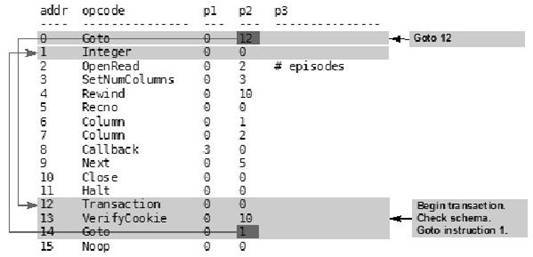 addr opcode p1 p2 p3
---- -------------- ---- ---- ---------------
0 Goto 0 12 Goto 12
1 Integer 0 0
2 OpenRead 0 2 # episodes
3 SetNumColumns 0 3
4 Rewind 0 10
5 Recno 0 0
6 Column 0 1
7 Column 0 2
8 Callback 3 0
9 Next 0 5
10 Close 0 0
11 Halt 0 0
12 Transaction 0 0
13 VerifyCookie 0 10
14 Goto 0 1
15 Noop 0 0
Begin transaction.
Check schema.
Goto instruction 1.